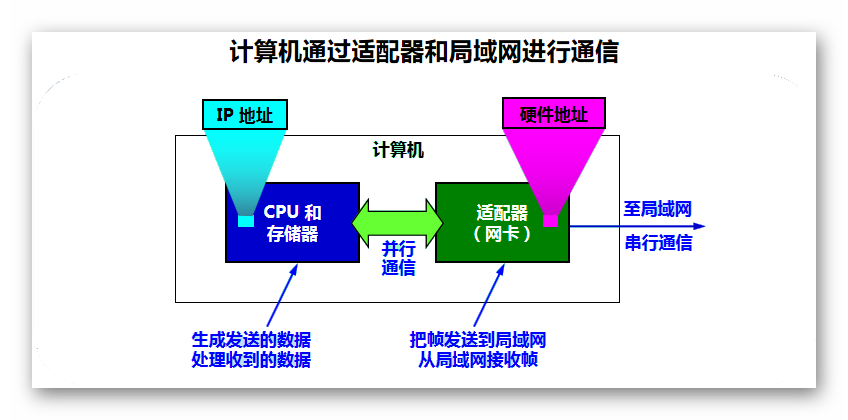 计算机通过适配器和局域网进行通信
IP 地址
硬件地址
计算机
CPU 和
存储器
适配器
（网卡）
并行
通信
至局域网
串行通信
生成发送的数据
处理收到的数据
把帧发送到局域网
从局域网接收帧